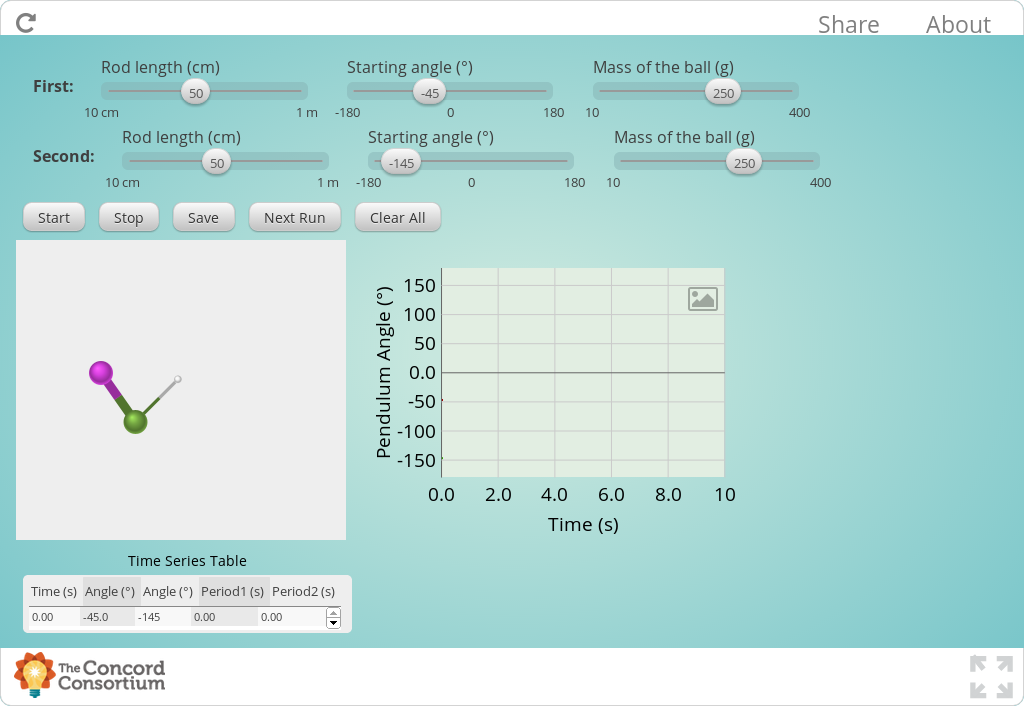 Share About
Rod length (cm) Starting angle (°) Mass of the ball (g)
First: 50 -45 250
10 cm 1 m -180 0 180 10 400
Rod length (cm) Starting angle (°) Mass of the ball (g)
Second: 50 -145 250
10 cm 1 m -180 0 180 10 400
Start Stop Save Next Run Clear All
Pendulum Angle (°)
150
100
50
0.0
-50
-100
-150
0.0 2.0 4.0 6.0 8.0 10
Time (s)
Time Series Table
Time (s) Angle (°) Angle (°) Period1 (s) Period2 (s)
0.00 -45.0 -145 0.00 0.00
The Concord
Consortium